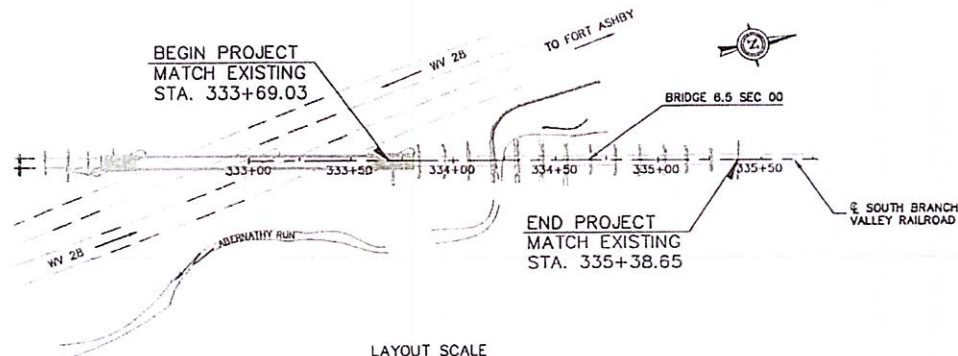 BEGIN PROJECT
MATCH EXISTING
STA. 333+69.03
WV 28
TO FORT ASHBY
N
BRIDGE 6.5 SEC 00
333+00
333+50
334+00
334+50
335+00
335+50
END PROJECT
MATCH EXISTING
STA. 335+38.65
℄ SOUTH BRANCH
VALLEY RAILROAD
ABERNATHY RUN
WV 28
LAYOUT SCALE